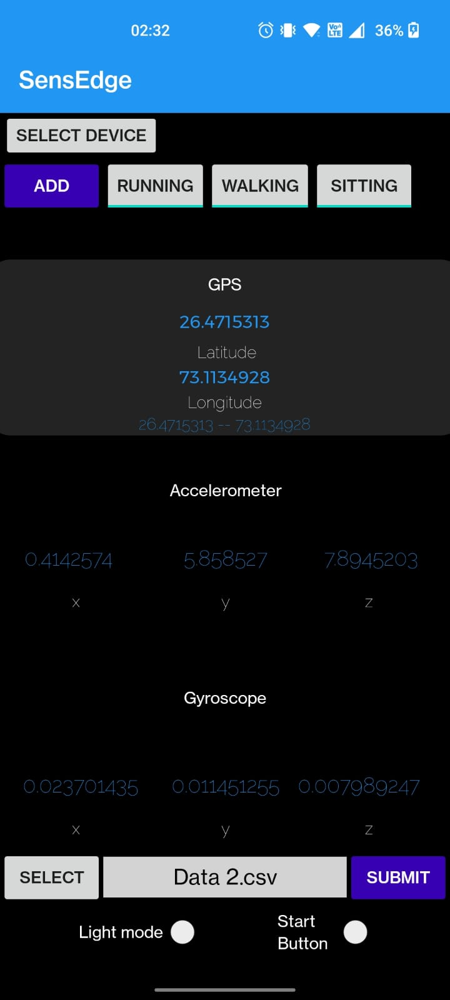 02:32 Vo)) LTE 36%
SensEdge
SELECT DEVICE
ADD RUNNING WALKING SITTING
GPS
26.4715313
Latitude
73.1134928
Longitude
26.4715313 -- 73.1134928
Accelerometer
0.4142574 5.858527 7.8945203
x y z
Gyroscope
0.023701435 0.011451255 0.007989247
x y z
SELECT Data 2.csv SUBMIT
Light mode Start
Button